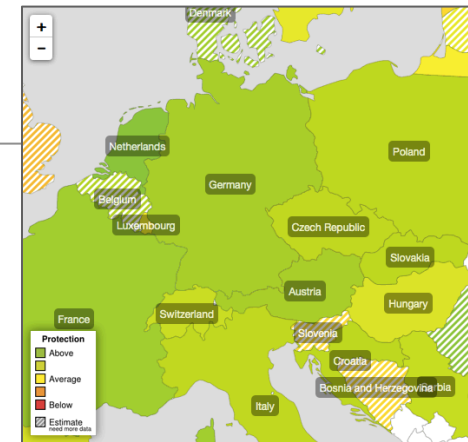 Denmark
+
−
Netherlands
Poland
Germany
Belgium
Luxembourg
Czech Republic
Slovakia
Austria
Hungary
France
Switzerland
Slovenia
Croatia
Bosnia and Herzegovina
Italy
Protection
Above
Average
Below
Estimate
need more data